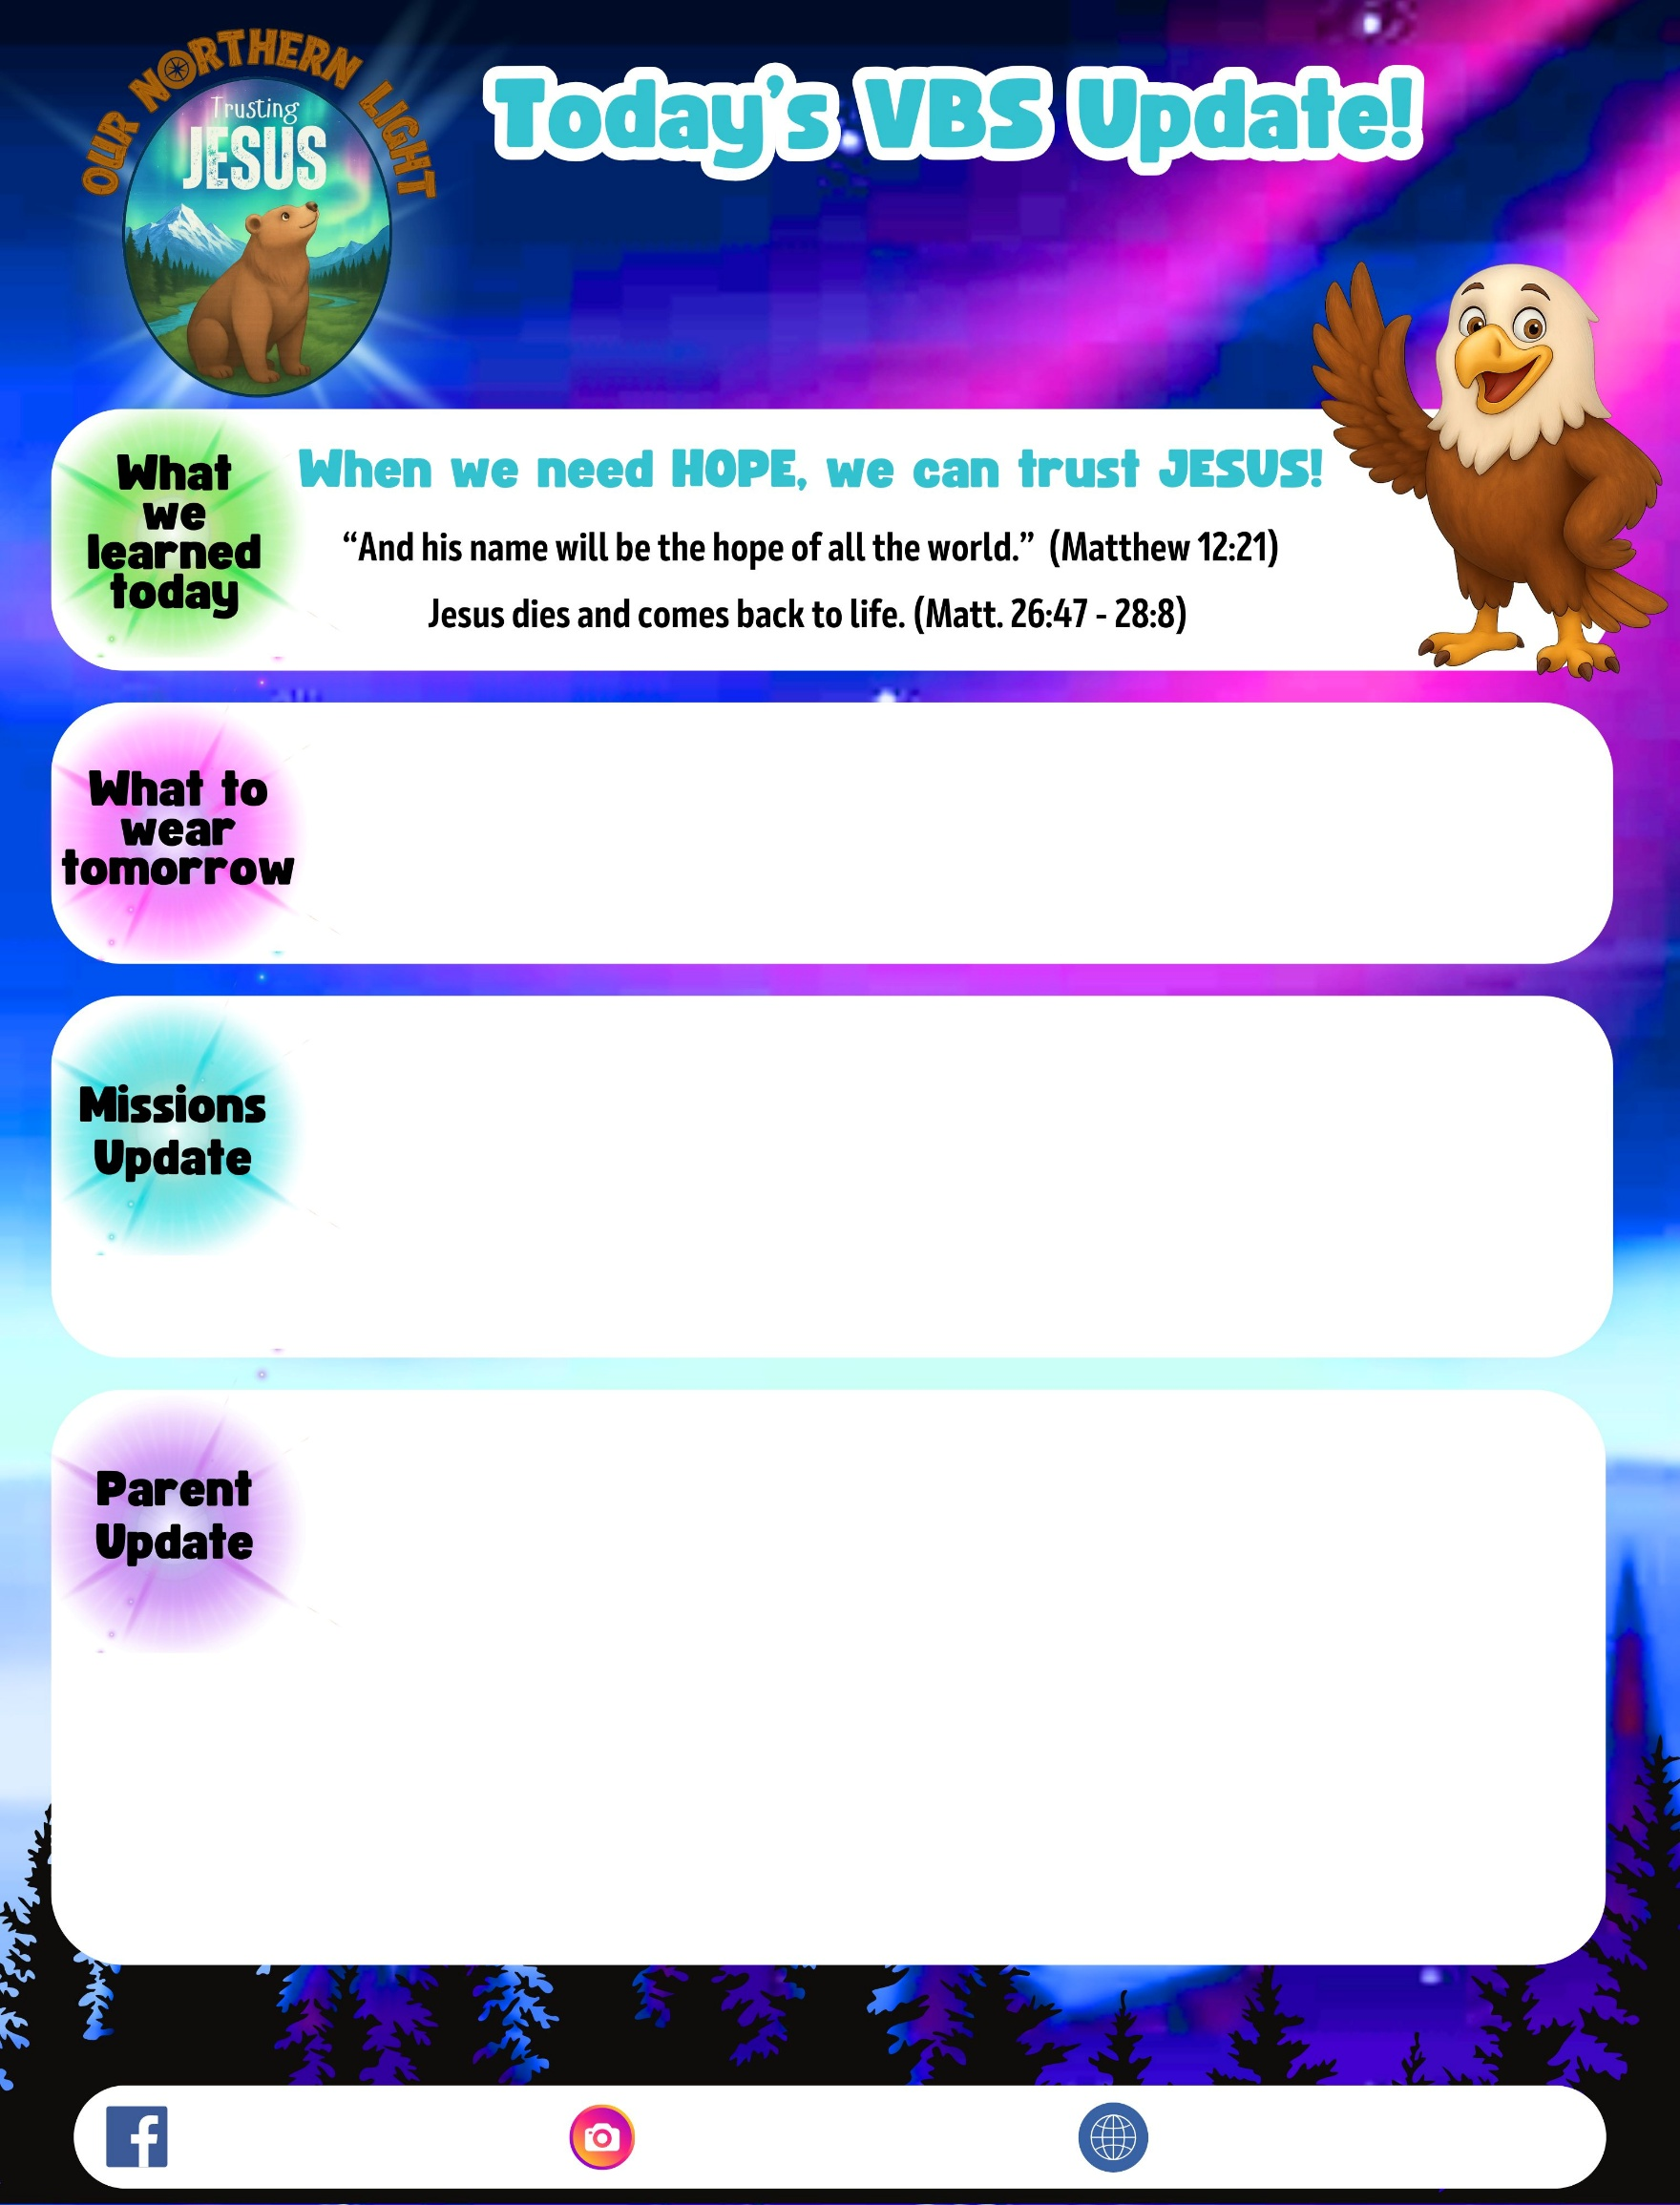 OUR NORTHERN LIGHT
Trusting
JESUS
Today's VBS Update!
What
we
learned
today
When we need HOPE, we can trust JESUS!
“And his name will be the hope of all the world.” (Matthew 12:21)
Jesus dies and comes back to life. (Matt. 26:47 - 28:8)
What to
wear
tomorrow
Missions
Update
Parent
Update